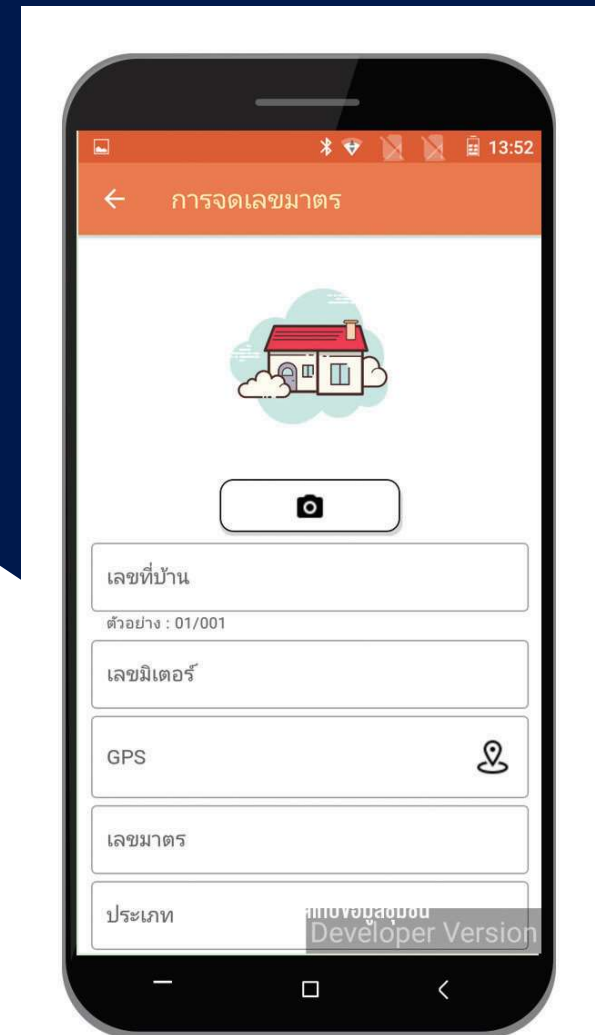 13:52
การจดเลขมาตร
เลขที่บ้าน
ตัวอย่าง : 01/001
เลขมิเตอร์
GPS
เลขมาตร
ประเภท
Developer Version